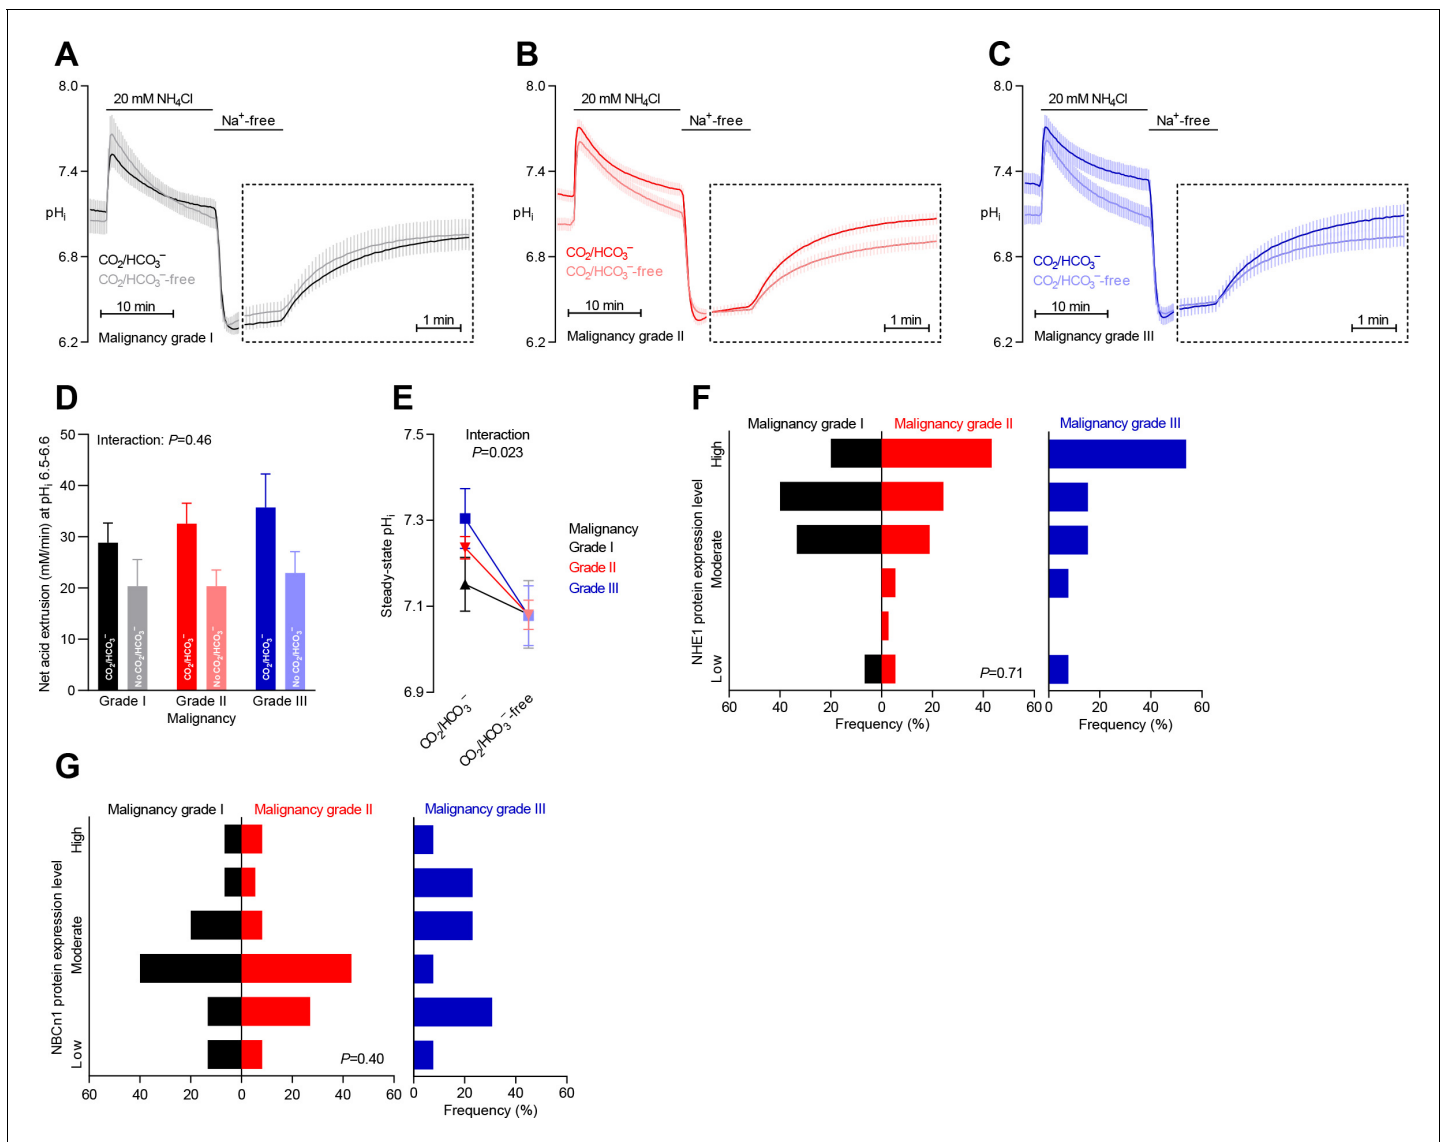 A
8.0
7.4
pHi
6.8
6.2
20 mM NH4Cl
Na+-free
CO2/HCO3−
CO2/HCO3−-free
10 min
Malignancy grade I
1 min
B
8.0
7.4
pHi
6.8
6.2
20 mM NH4Cl
Na+-free
CO2/HCO3−
CO2/HCO3−-free
10 min
Malignancy grade II
1 min
C
8.0
7.4
pHi
6.8
6.2
20 mM NH4Cl
Na+-free
CO2/HCO3−
CO2/HCO3−-free
10 min
Malignancy grade III
1 min
D
Net acid extrusion (mM/min) at pHi 6.5-6.6
50
40
30
20
10
0
Interaction: P=0.46
CO2/HCO3−
No CO2/HCO3−
CO2/HCO3−
No CO2/HCO3−
CO2/HCO3−
No CO2/HCO3−
Grade I
Grade II
Grade III
Malignancy
E
Steady-state pHi
7.5
7.3
7.1
6.9
Interaction
P=0.023
Malignancy
Grade I
Grade II
Grade III
CO2/HCO3−
CO2/HCO3−-free
F
Malignancy grade I
Malignancy grade II
Malignancy grade III
NHE1 protein expression level
High
Moderate
Low
P=0.71
60 40 20 0 20 40 60
0 20 40 60
Frequency (%)
Frequency (%)
G
Malignancy grade I
Malignancy grade II
Malignancy grade III
NBCn1 protein expression level
High
Moderate
Low
P=0.40
60 40 20 0 20 40 60
0 20 40 60
Frequency (%)